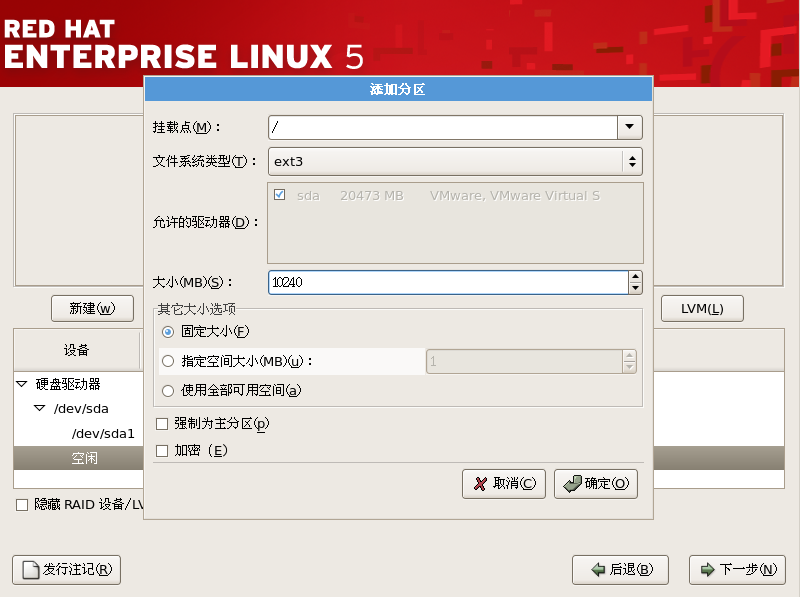 RED HAT
ENTERPRISE LINUX 5
添加分区
挂载点(M)：
/
文件系统类型(T)：
ext3
允许的驱动器(D)：
sda 20473 MB VMware, VMware Virtual S
大小(MB)(S)：
10240
其它大小选项
固定大小(F)
指定空间大小(MB)(u)：
1
使用全部可用空间(a)
强制为主分区(p)
加密（E)
取消(C)
确定(O)
新建(w)
LVM(L)
设备
硬盘驱动器
/dev/sda
/dev/sda1
空闲
隐藏 RAID 设备/LV
发行注记(R)
后退(B)
下一步(N)